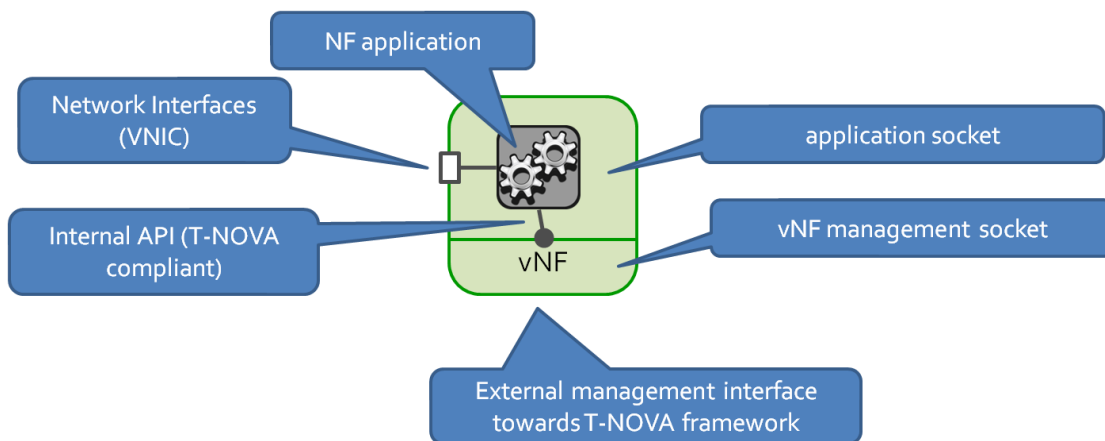 NF application
Network Interfaces
(VNIC)
application socket
Internal API (T-NOVA
compliant)
vNF management socket
vNF
External management interface
towards T-NOVA framework